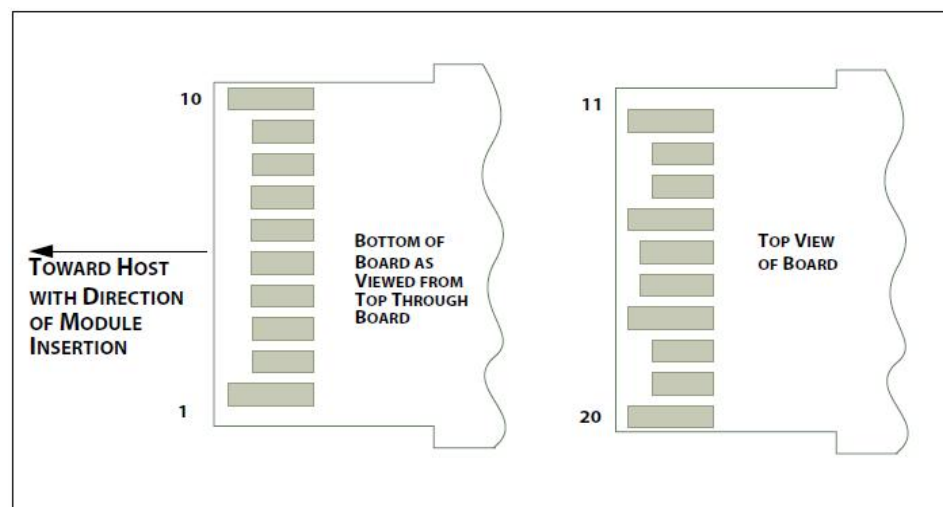 10
BOTTOM OF
BOARD AS
VIEWED FROM
TOP THROUGH
BOARD
TOWARD HOST
WITH DIRECTION
OF MODULE
INSERTION
1
11
TOP VIEW
OF BOARD
20